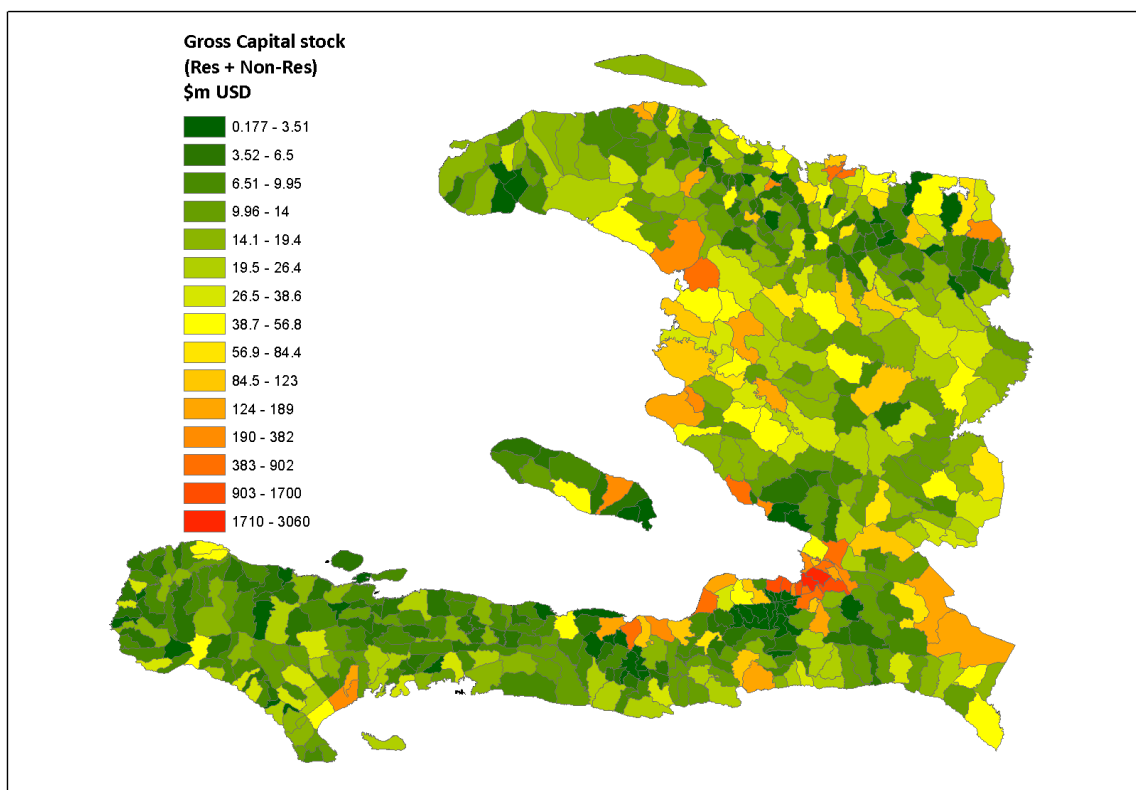 Gross Capital stock
(Res + Non-Res)
$m USD
0.177 - 3.51
3.52 - 6.5
6.51 - 9.95
9.96 - 14
14.1 - 19.4
19.5 - 26.4
26.5 - 38.6
38.7 - 56.8
56.9 - 84.4
84.5 - 123
124 - 189
190 - 382
383 - 902
903 - 1700
1710 - 3060